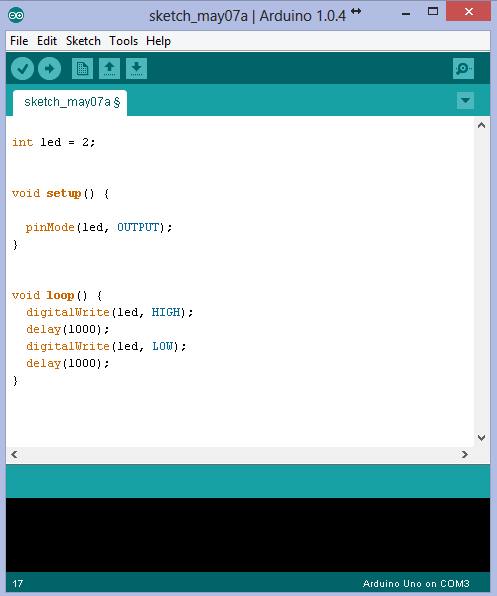 sketch_may07a | Arduino 1.0.4
File Edit Sketch Tools Help
sketch_may07a §
int led = 2;
void setup() {
pinMode(led, OUTPUT);
}
void loop() {
digitalWrite(led, HIGH);
delay(1000);
digitalWrite(led, LOW);
delay(1000);
}
17
Arduino Uno on COM3